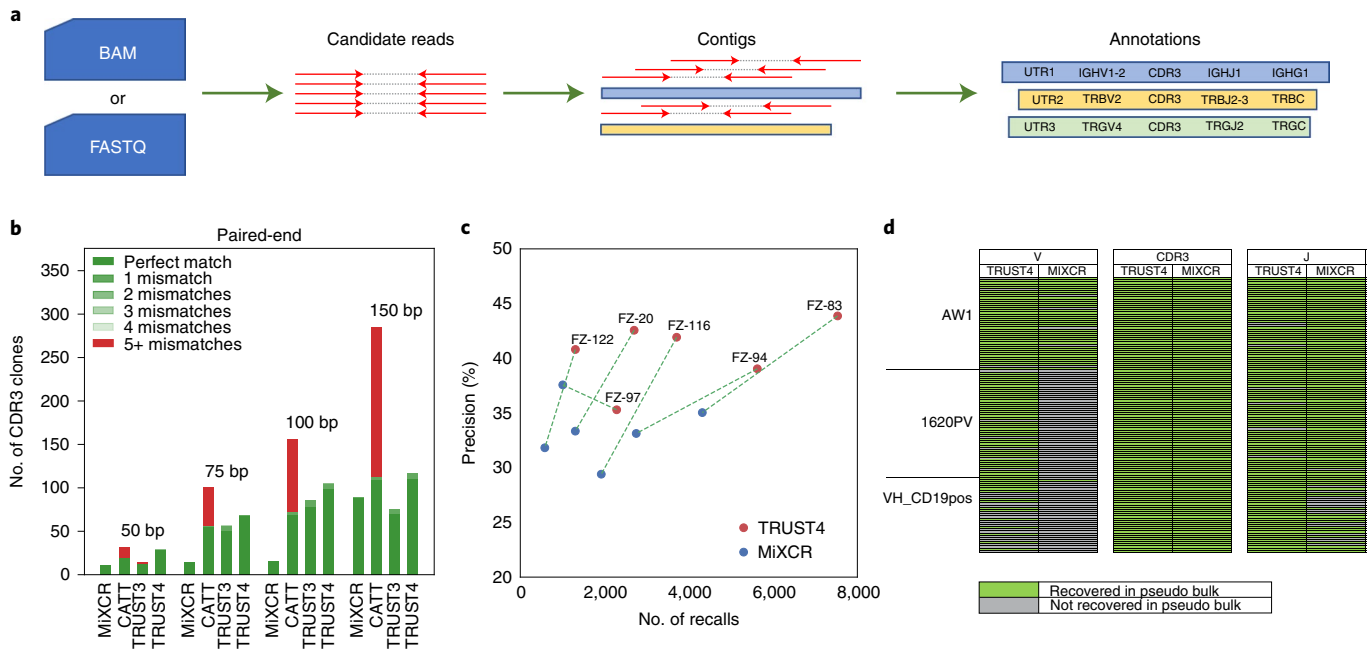 a
BAM
or
FASTQ
Candidate reads
Contigs
Annotations
UTR1 IGHV1-2 CDR3 IGHJ1 IGHG1
UTR2 TRBV2 CDR3 TRBJ2-3 TRBC
UTR3 TRGV4 CDR3 TRGJ2 TRGC
b
Paired-end
No. of CDR3 clones
350
300
250
200
150
100
50
0
Perfect match
1 mismatch
2 mismatches
3 mismatches
4 mismatches
5+ mismatches
50 bp
75 bp
100 bp
150 bp
MiXCR
CATT
TRUST3
TRUST4
MiXCR
CATT
TRUST3
TRUST4
MiXCR
CATT
TRUST3
TRUST4
MiXCR
CATT
TRUST3
TRUST4
c
Precision (%)
50
45
40
35
30
25
20
FZ-83
FZ-20
FZ-116
FZ-122
FZ-94
FZ-97
TRUST4
MiXCR
0 2,000 4,000 6,000 8,000
No. of recalls
d
V CDR3 J
TRUST4 MIXCR TRUST4 MIXCR TRUST4 MIXCR
AW1
1620PV
VH_CD19pos
Recovered in pseudo bulk
Not recovered in pseudo bulk